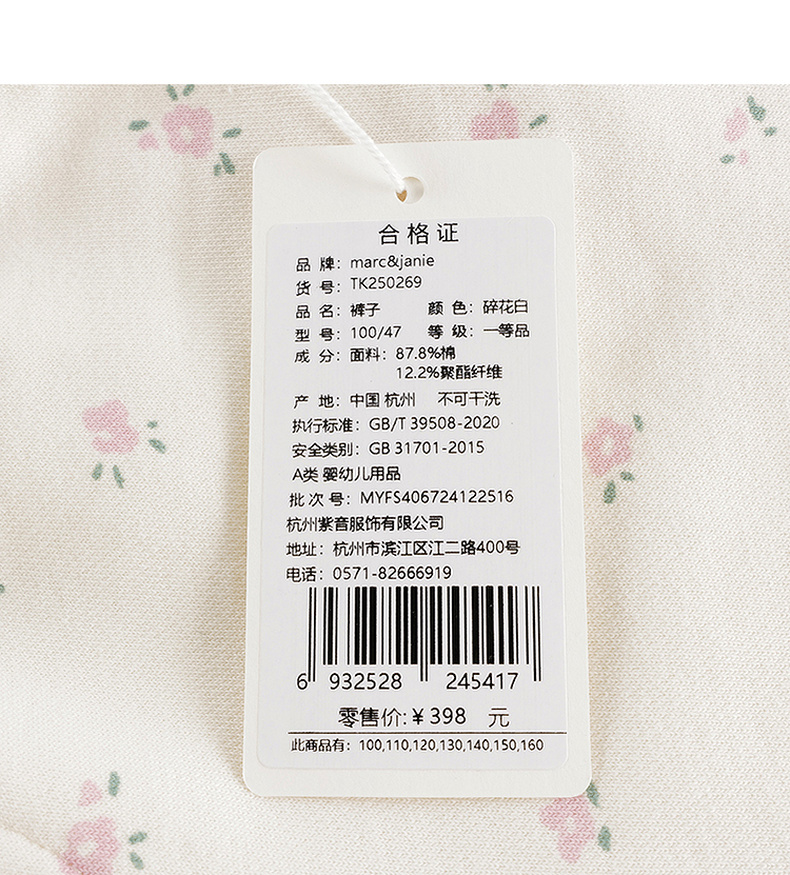 合格证
品 牌：marc&janie
货 号：TK250269
品 名：裤子 颜 色：碎花白
型 号：100/47 等 级：一等品
成 分：面料：87.8%棉
12.2%聚酯纤维
产 地：中国 杭州 不可干洗
执行标准：GB/T 39508-2020
安全类别：GB 31701-2015
A类 婴幼儿用品
批 次 号：MYFS406724122516
杭州紫音服饰有限公司
地址：杭州市滨江区江二路400号
电话：0571-82666919
6 932528 245417
零售价:￥398 元
此商品有：100,110,120,130,140,150,160